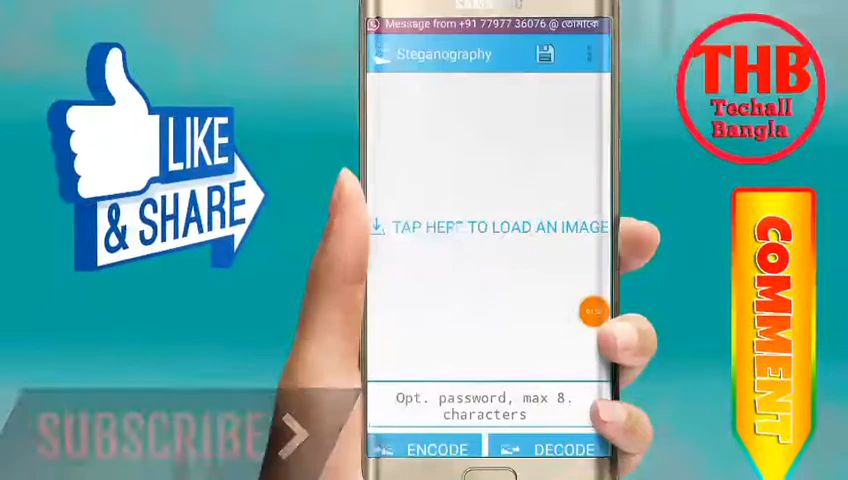 SAMSUNG
Message from +91 77977 36076 @ তোমাকে
Steganography
THB
Techall
Bangla
LIKE
& SHARE
TAP HERE TO LOAD AN IMAGE
COMMENT
Opt. password, max 8.
characters
SUBSCRIBE
ENCODE
DECODE